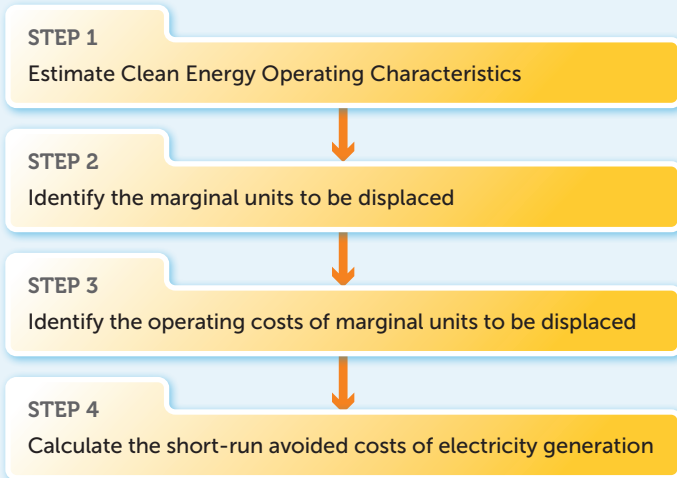 STEP 1
Estimate Clean Energy Operating Characteristics
STEP 2
Identify the marginal units to be displaced
STEP 3
Identify the operating costs of marginal units to be displaced
STEP 4
Calculate the short-run avoided costs of electricity generation